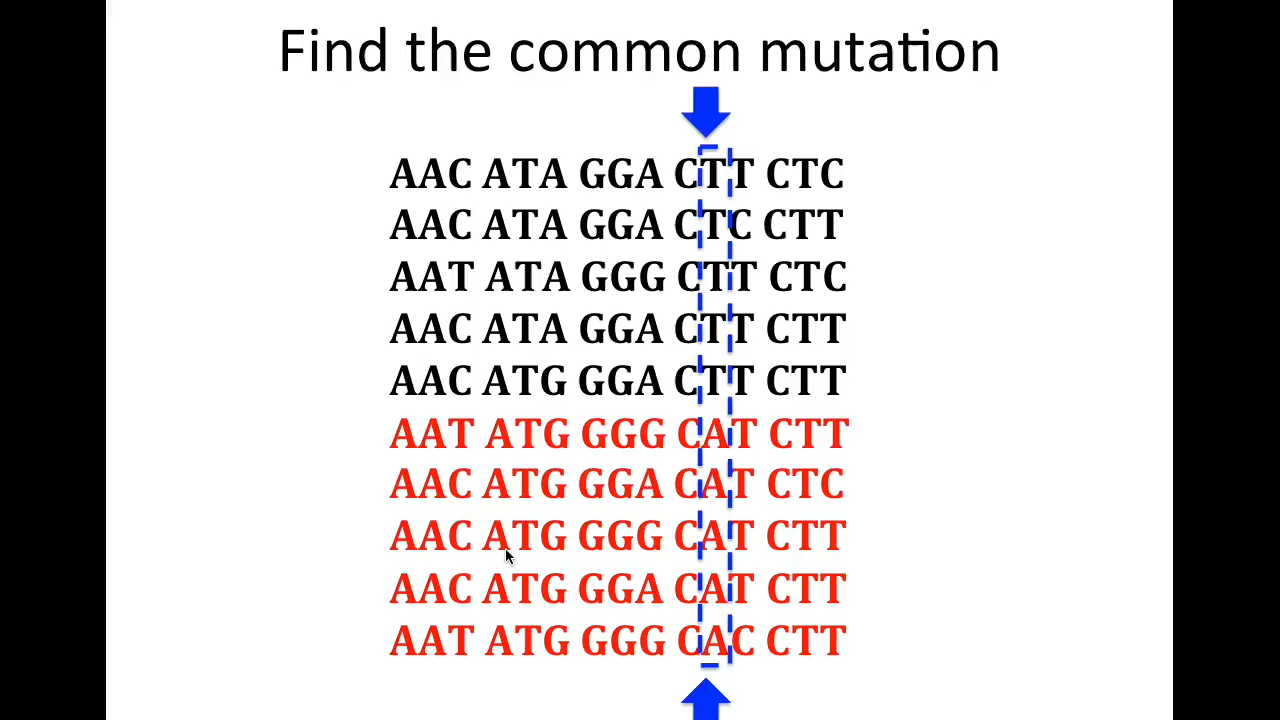 Find the common mutation
AAC ATA GGA CTT CTC
AAC ATA GGA CTC CTT
AAT ATA GGG CTT CTC
AAC ATA GGA CTT CTT
AAC ATG GGA CTT CTT
AAT ATG GGG CAT CTT
AAC ATG GGA CAT CTC
AAC ATG GGG CAT CTT
AAC ATG GGA CAT CTT
AAT ATG GGG CAC CTT